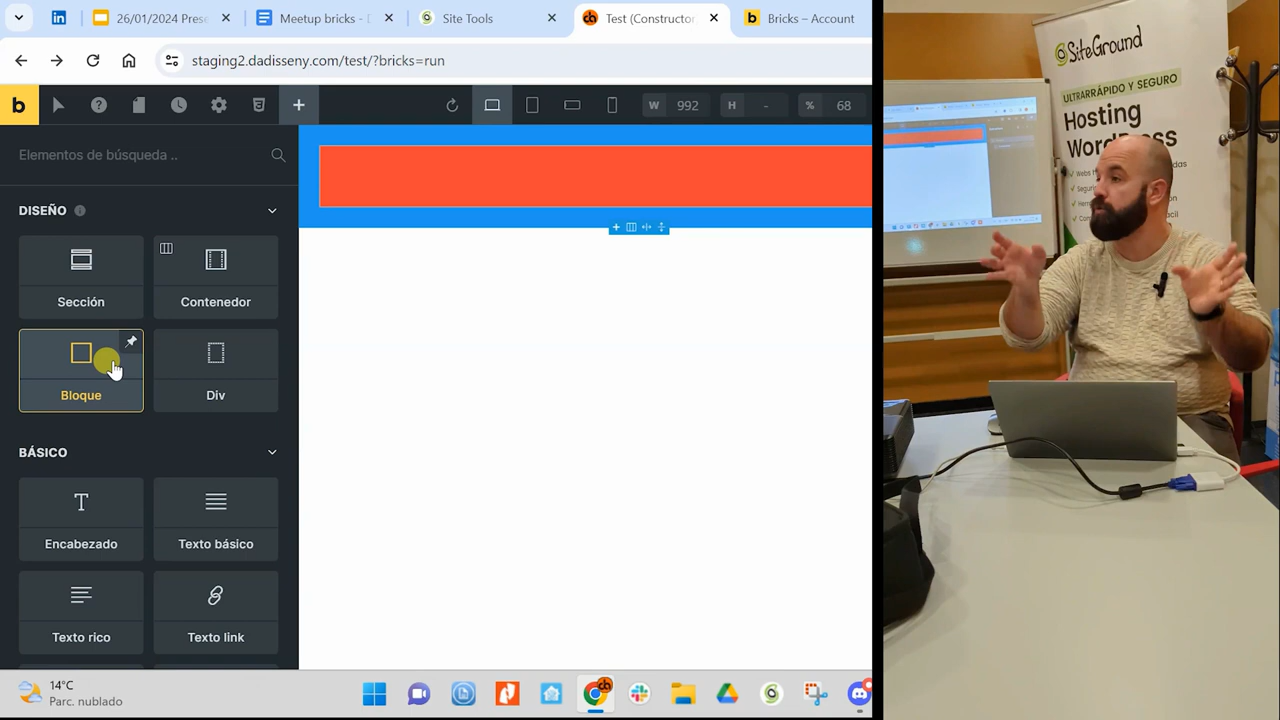 26/01/2024 Prese
Meetup bricks - D
Site Tools
Test (Constructo
Bricks – Account
staging2.dadisseny.com/test/?bricks=run
b
W 992 H - % 68
Elementos de búsqueda ..
DISEÑO
Sección
Contenedor
Bloque
Div
BÁSICO
Encabezado
Texto básico
Texto rico
Texto link
14°C
Parc. nublado
SiteGround
ULTRARRÁPIDO Y SEGURO
Hosting
WordPress